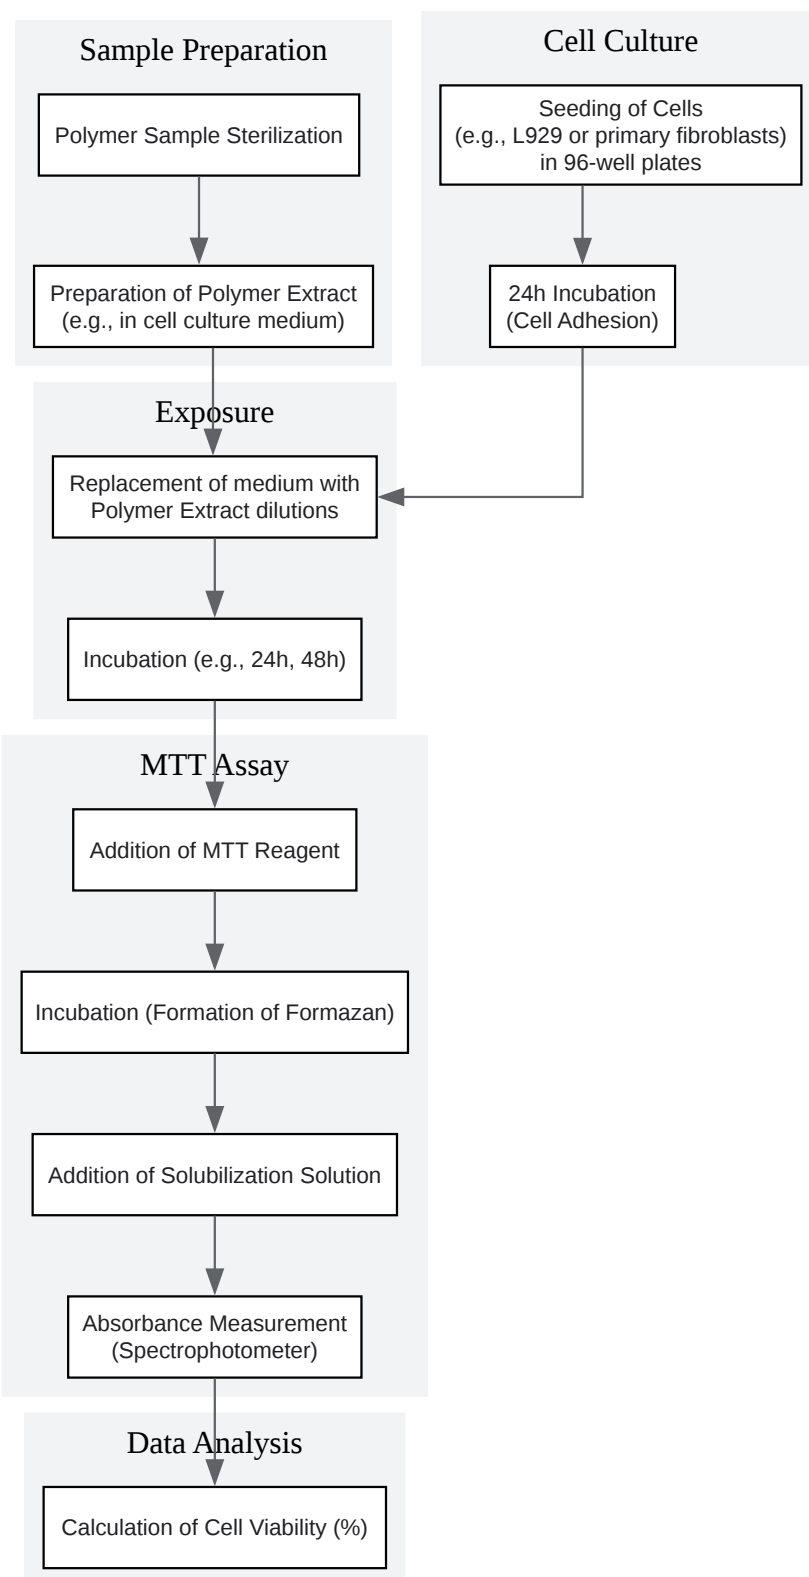 Sample Preparation
Polymer Sample Sterilization
Preparation of Polymer Extract
(e.g., in cell culture medium)
Cell Culture
Seeding of Cells
(e.g., L929 or primary fibroblasts)
in 96-well plates
24h Incubation
(Cell Adhesion)
Exposure
Replacement of medium with
Polymer Extract dilutions
Incubation (e.g., 24h, 48h)
MTT Assay
Addition of MTT Reagent
Incubation (Formation of Formazan)
Addition of Solubilization Solution
Absorbance Measurement
(Spectrophotometer)
Data Analysis
Calculation of Cell Viability (%)